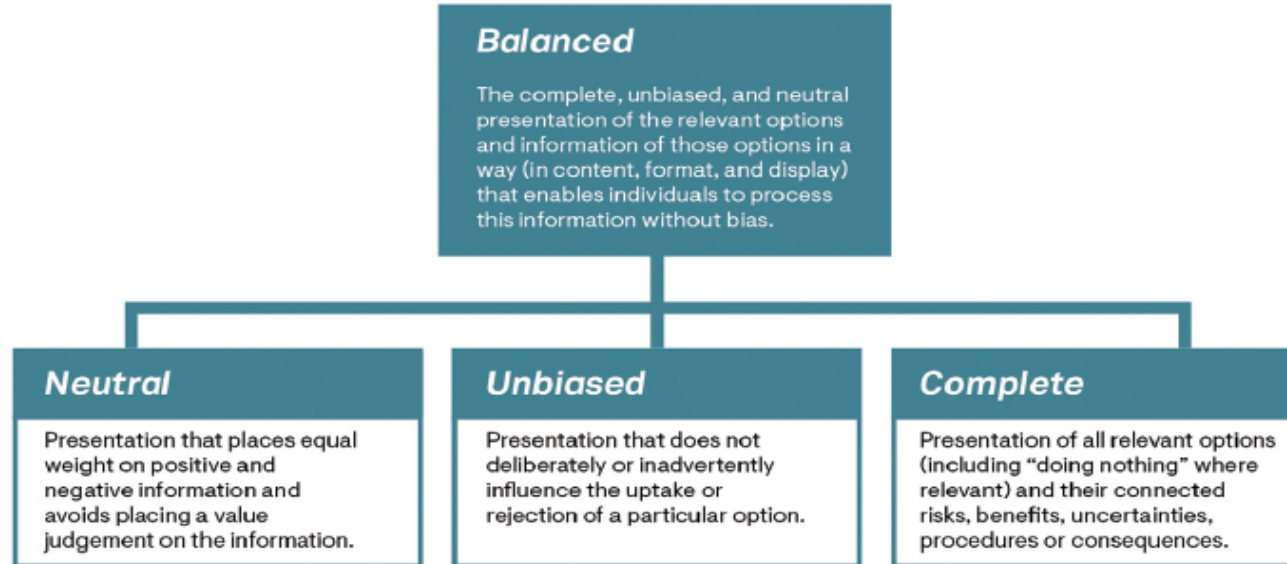 Balanced
The complete, unbiased, and neutral
presentation of the relevant options
and information of those options in a
way (in content, format, and display)
that enables individuals to process
this information without bias.
Neutral
Presentation that places equal
weight on positive and
negative information and
avoids placing a value
judgement on the information.
Unbiased
Presentation that does not
deliberately or inadvertently
influence the uptake or
rejection of a particular option.
Complete
Presentation of all relevant options
(including “doing nothing” where
relevant) and their connected
risks, benefits, uncertainties,
procedures or consequences.